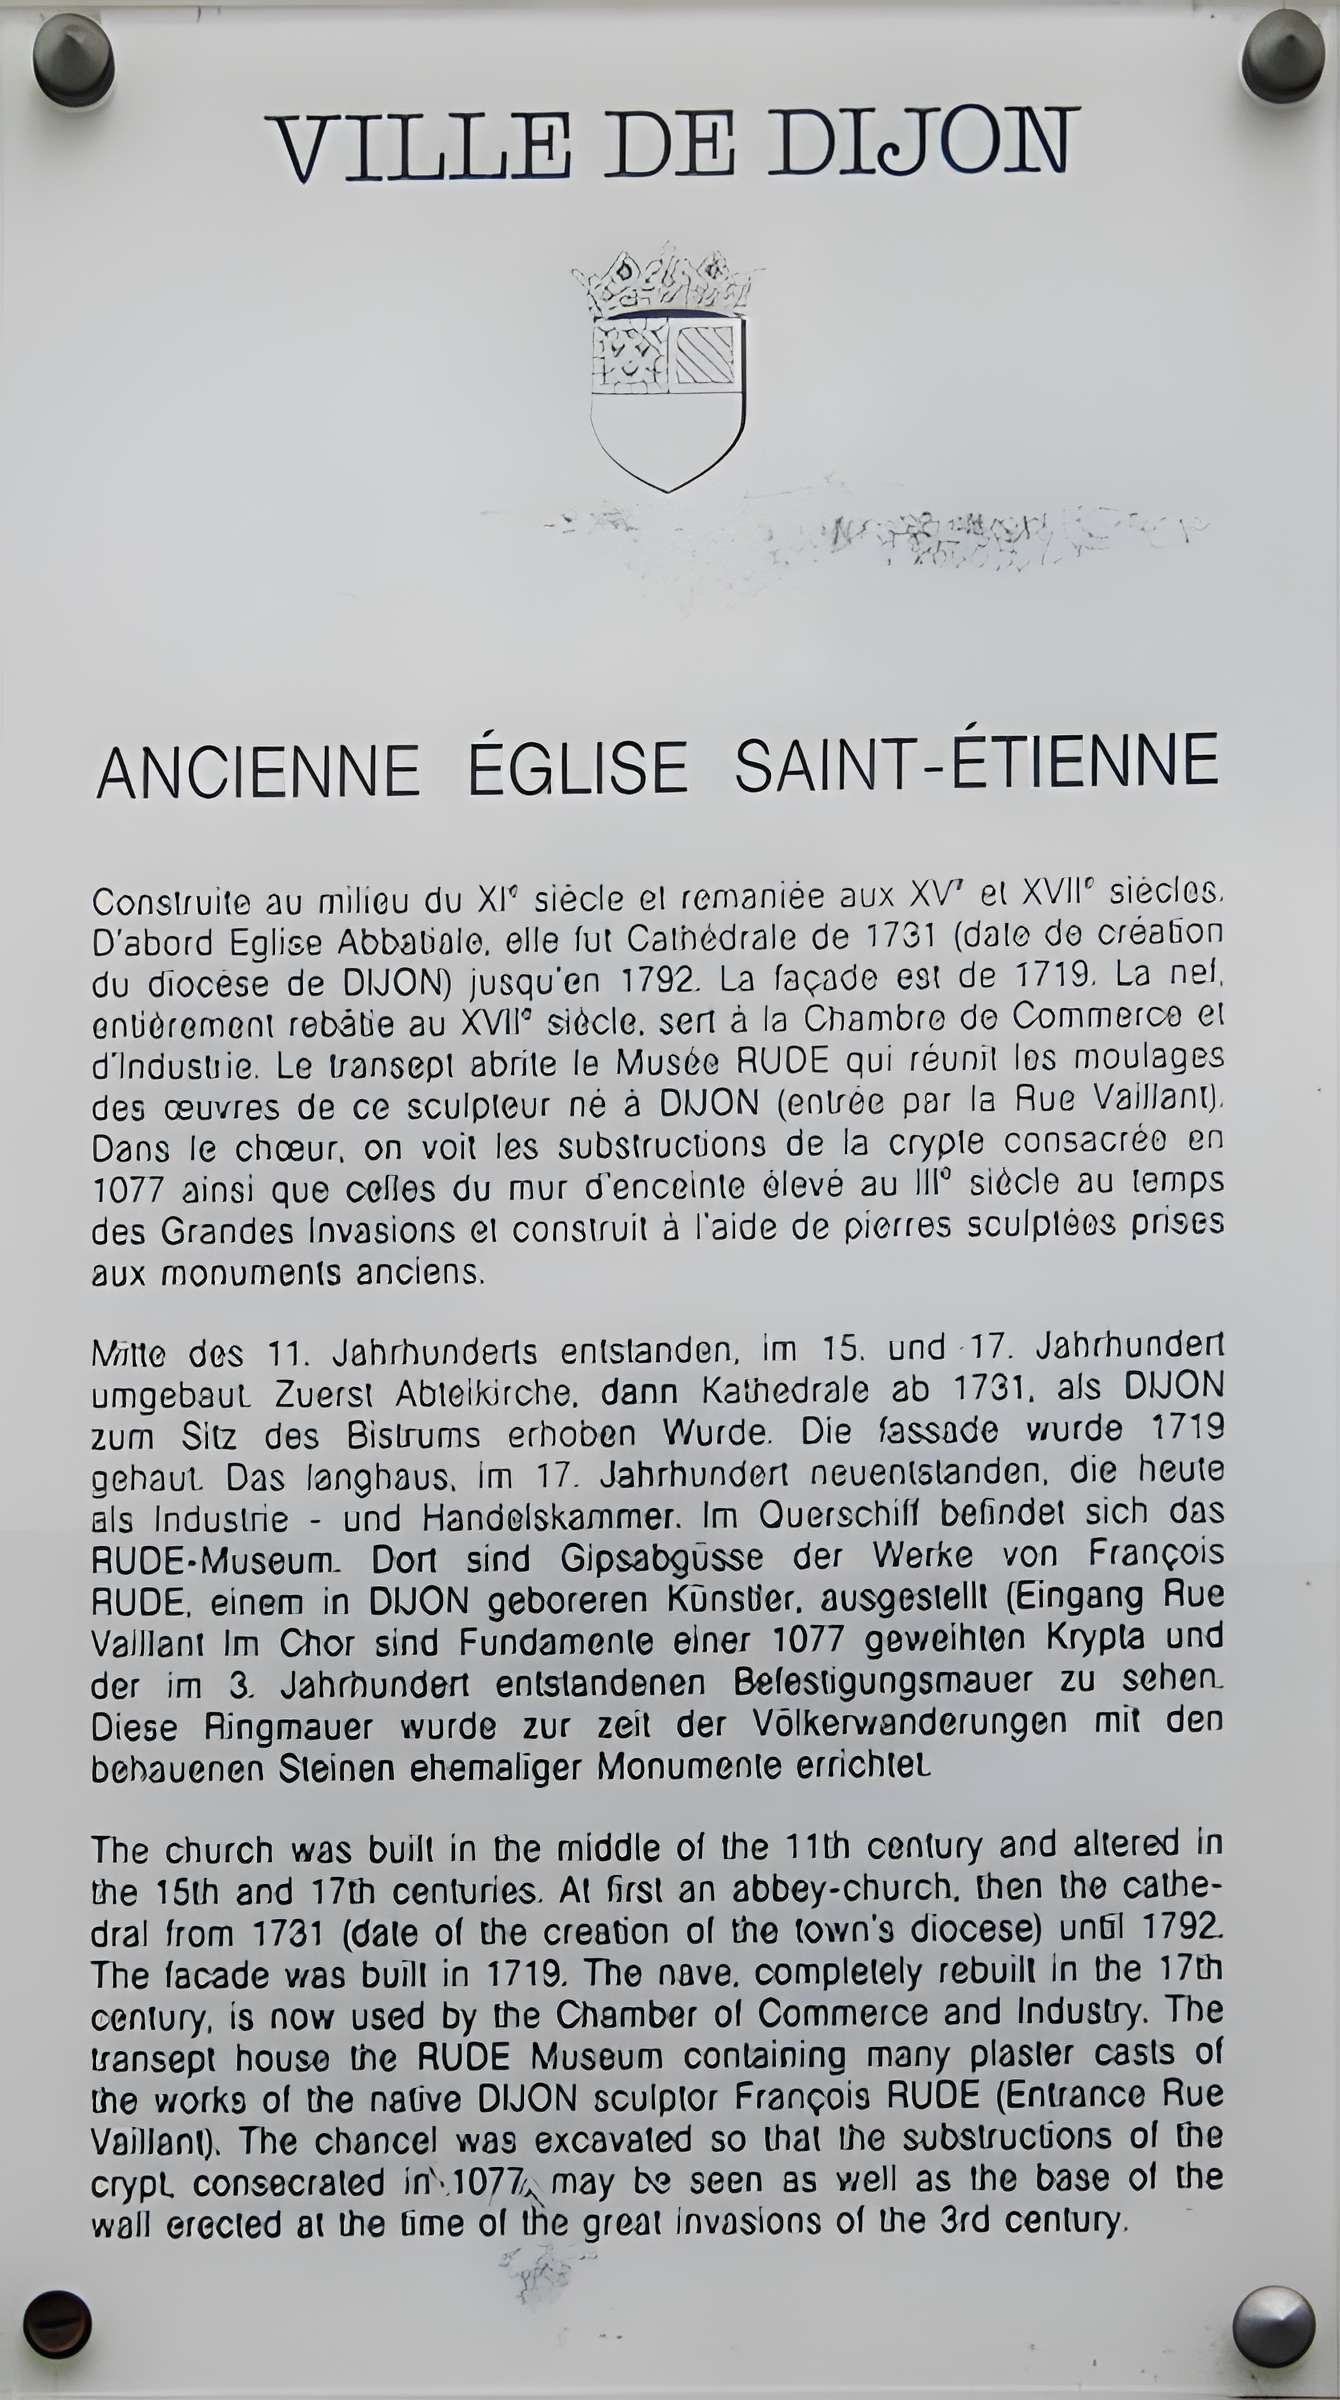 VILLE DE DIJON
ANCIENNE ÉGLISE SAINT-ÉTIENNE
Construite au milieu du XIe siècle et remaniée aux XVe et XVIIe siècles.
D'abord Eglise Abbatiale, elle fut Cathédrale de 1731 (date de création
du diocèse de DIJON) jusqu'en 1792. La façade est de 1719. La nef,
entièrement rebâtie au XVIIe siècle, sert à la Chambre de Commerce et
d'Industrie. Le transept abrite le Musée RUDE qui réunit les moulages
des œuvres de ce sculpteur né à DIJON (entrée par la Rue Vaillant).
Dans le chœur, on voit les substructions de la crypte consacrée en
1077 ainsi que celles du mur d'enceinte élevé au IIIe siècle au temps
des Grandes Invasions et construit à l'aide de pierres sculptées prises
aux monuments anciens.
Mitte des 11. Jahrhunderts entstanden, im 15. und 17. Jahrhundert
umgebaut. Zuerst Abteikirche, dann Kathedrale ab 1731, als DIJON
zum Sitz des Bistrums erhoben Wurde. Die fassade wurde 1719
gehaut. Das langhaus, im 17. Jahrhundert neuentstanden, die heute
als Industrie - und Handelskammer. Im Querschiff befindet sich das
RUDE-Museum. Dort sind Gipsabgüsse der Werke von François
RUDE, einem in DIJON geboreren Künstler, ausgestellt (Eingang Rue
Vaillant Im Chor sind Fundamente einer 1077 geweihten Krypta und
der im 3. Jahrhundert entstandenen Befestigungsmauer zu sehen.
Diese Ringmauer wurde zur zeit der Völkerwanderungen mit den
behauenen Steinen ehemaliger Monumente errichtet.
The church was built in the middle of the 11th century and altered in
the 15th and 17th centuries. At first an abbey-church, then the cathe-
dral from 1731 (date of the creation of the town's diocese) until 1792.
The facade was built in 1719. The nave, completely rebuilt in the 17th
century, is now used by the Chamber of Commerce and Industry. The
transept house the RUDE Museum containing many plaster casts of
the works of the native DIJON sculptor François RUDE (Entrance Rue
Vaillant). The chancel was excavated so that the substructions of the
crypt, consecrated in 1077, may be seen as well as the base of the
wall erected at the time of the great invasions of the 3rd century.